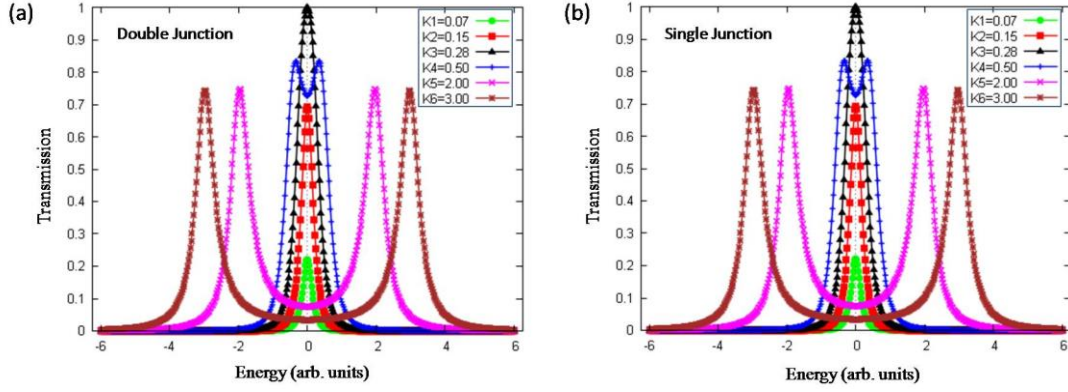 (a)
Double Junction
K1=0.07
K2=0.15
K3=0.28
K4=0.50
K5=2.00
K6=3.00
Transmission
1
0.9
0.8
0.7
0.6
0.5
0.4
0.3
0.2
0.1
0
-6 -4 -2 0 2 4 6
Energy (arb. units)
(b)
Single Junction
K1=0.07
K2=0.15
K3=0.28
K4=0.50
K5=2.00
K6=3.00
Transmission
1
0.9
0.8
0.7
0.6
0.5
0.4
0.3
0.2
0.1
0
-6 -4 -2 0 2 4 6
Energy (arb. units)